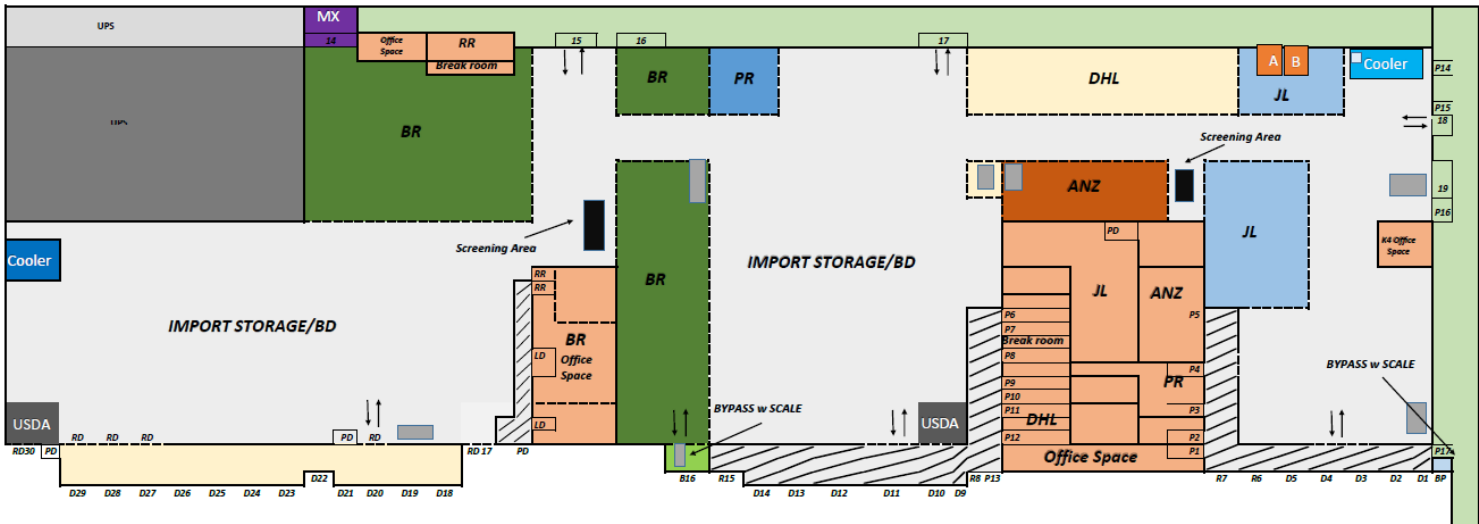 UPS
MX
14
Office
Space
RR
Break room
15
16
17
BR
BR
PR
DHL
A
B
JL
Cooler
P14
P15
18
Screening Area
UPS
ANZ
19
P16
Screening Area
BR
IMPORT STORAGE/BD
PD
JL
K4 Office
Space
Cooler
RR
RR
JL
ANZ
IMPORT STORAGE/BD
BR
Office
Space
LD
LD
P6
P7
Break room
P8
P9
P10
P11
DHL
P12
P5
P4
PR
P3
P2
P1
Office Space
BYPASS w SCALE
BYPASS w SCALE
USDA
USDA
RD
RD
RD
PD
RD
RD30
PD
RD 17
PD
P17
D29
D28
D27
D26
D25
D24
D23
D22
D21
D20
D19
D18
B16
R15
D14
D13
D12
D11
D10
D9
R8
P13
R7
R6
D5
D4
D3
D2
D1
BP